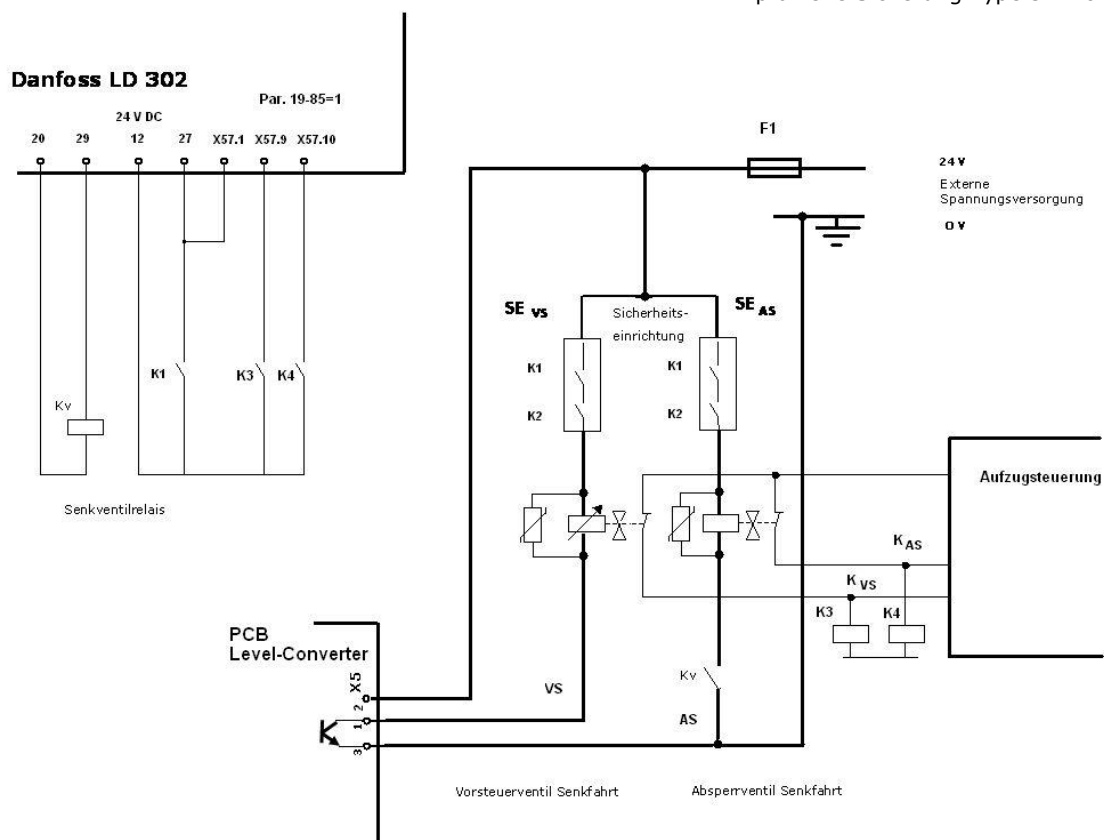 Danfoss LD 302
Par. 19-85=1
24 V DC
20 29 12 27 X57.1 X57.9 X57.10
F1
24 V
Externe
Spannungsversorgung
0 V
SE VS
Sicherheits-
einrichtung
SE AS
K1
K1
K1
K3
K4
K2
K2
Kv
Senkventilrelais
Aufzugsteuerung
K AS
K VS
K3
K4
PCB
Level-Converter
X5
2
1
3
VS
Kv
AS
Vorsteuerventil Senkfahrt
Absperrventil Senkfahrt